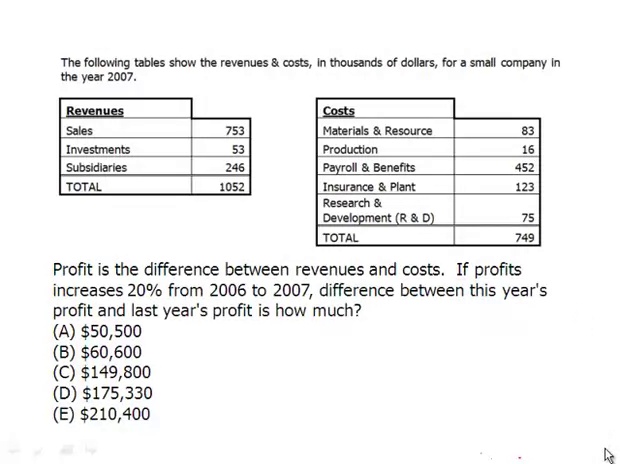 The following tables show the revenues & costs, in thousands of dollars, for a small company in
the year 2007.
Revenues
Sales 753
Investments 53
Subsidiaries 246
TOTAL 1052
Costs
Materials & Resource 83
Production 16
Payroll & Benefits 452
Insurance & Plant 123
Research &
Development (R & D) 75
TOTAL 749
Profit is the difference between revenues and costs. If profits
increases 20% from 2006 to 2007, difference between this year's
profit and last year's profit is how much?
(A) $50,500
(B) $60,600
(C) $149,800
(D) $175,330
(E) $210,400